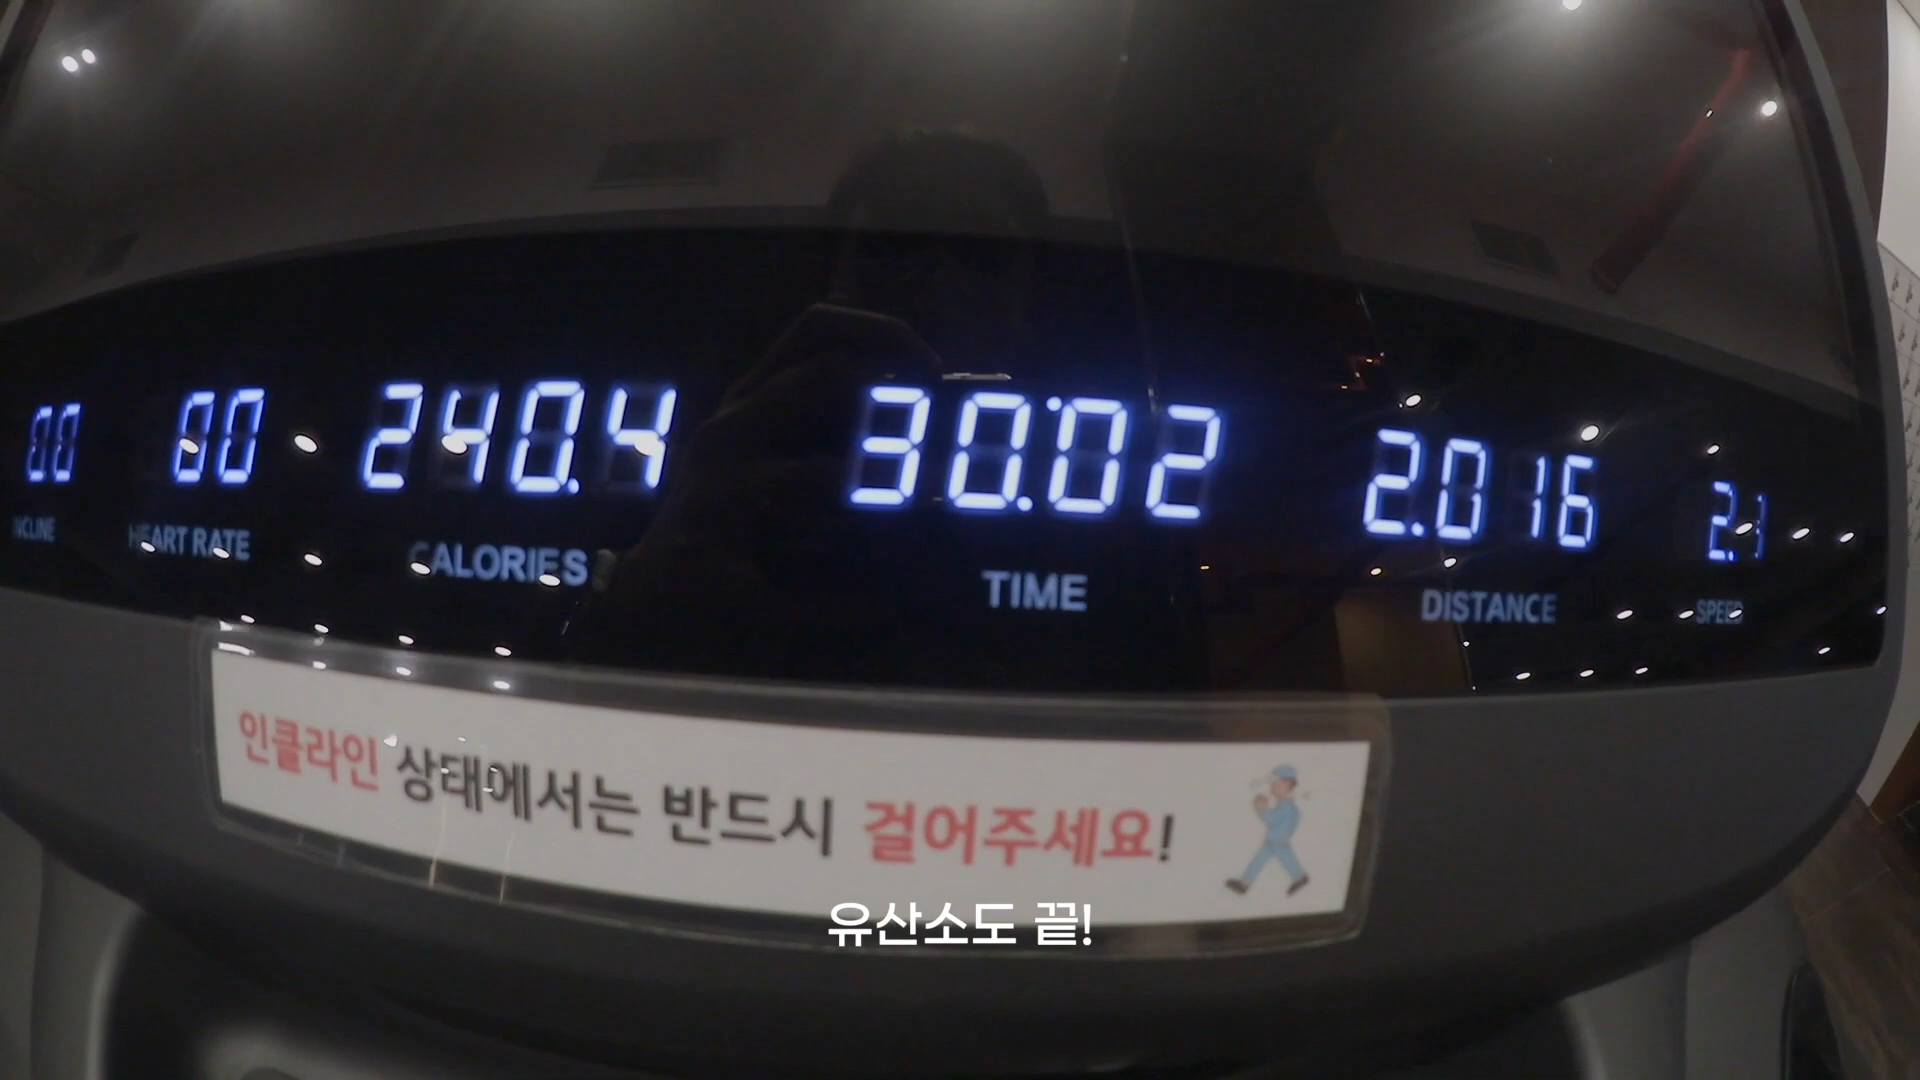 00 60 240.4 30:02 2.016 2.1
INCLINE HEART RATE CALORIES TIME DISTANCE SPEED
인클라인 상태에서는 반드시 걸어주세요!
유산소도 끝!